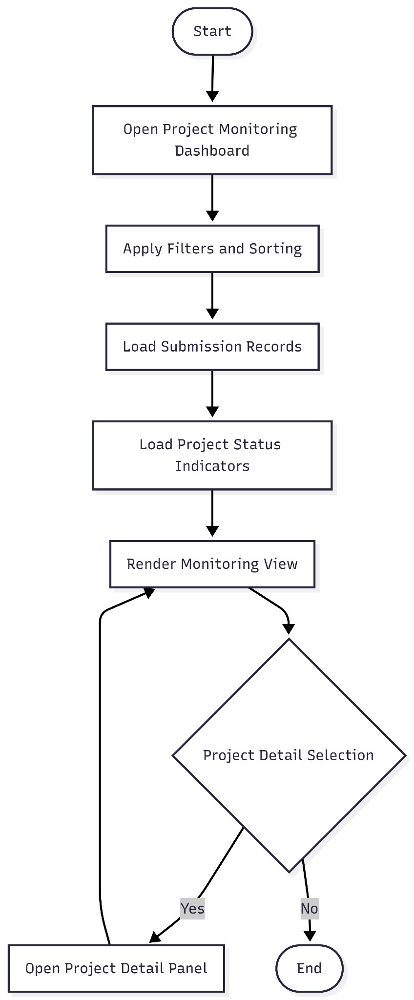 Start
Open Project Monitoring
Dashboard
Apply Filters and Sorting
Load Submission Records
Load Project Status
Indicators
Render Monitoring View
Project Detail Selection
Yes
No
Open Project Detail Panel
End